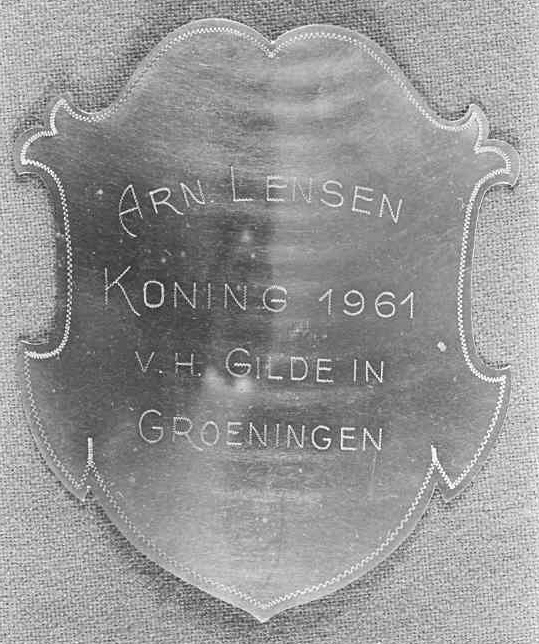 ARN. LENSEN
KONING 1961
V.H. GILDE IN
GROENINGEN